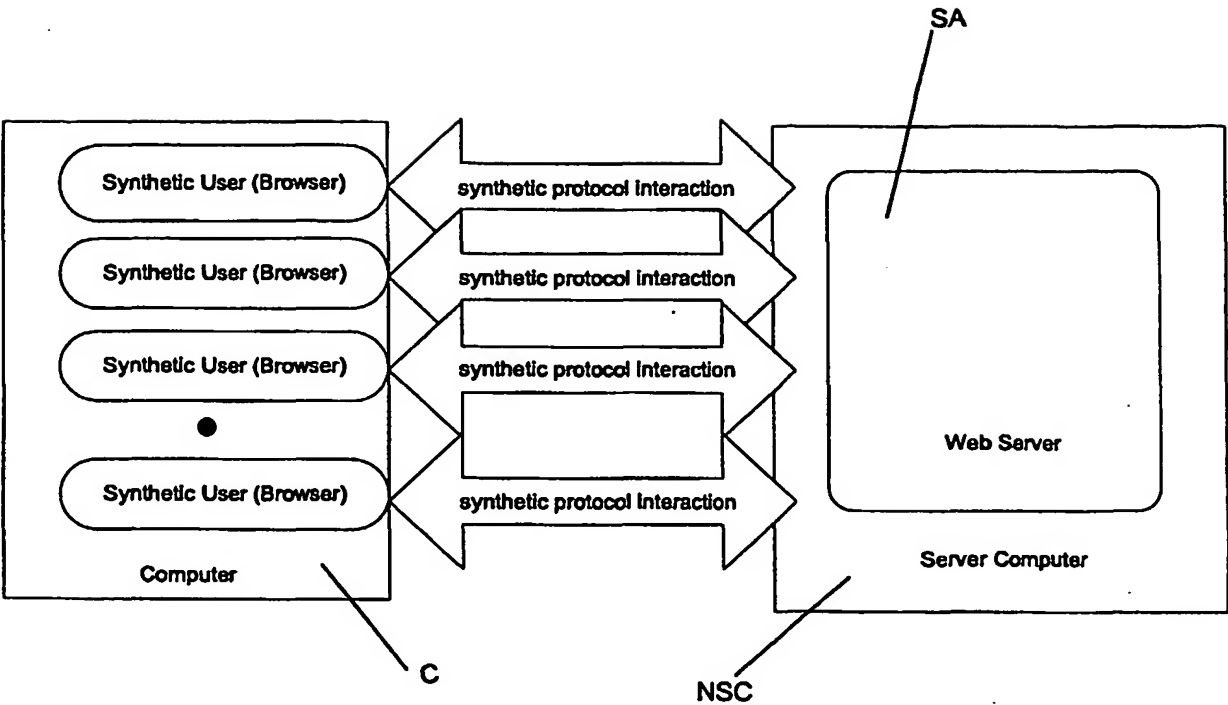 SA
Synthetic User (Browser)
synthetic protocol interaction
Synthetic User (Browser)
synthetic protocol interaction
Synthetic User (Browser)
synthetic protocol interaction
Web Server
Synthetic User (Browser)
synthetic protocol interaction
Server Computer
Computer
C
NSC